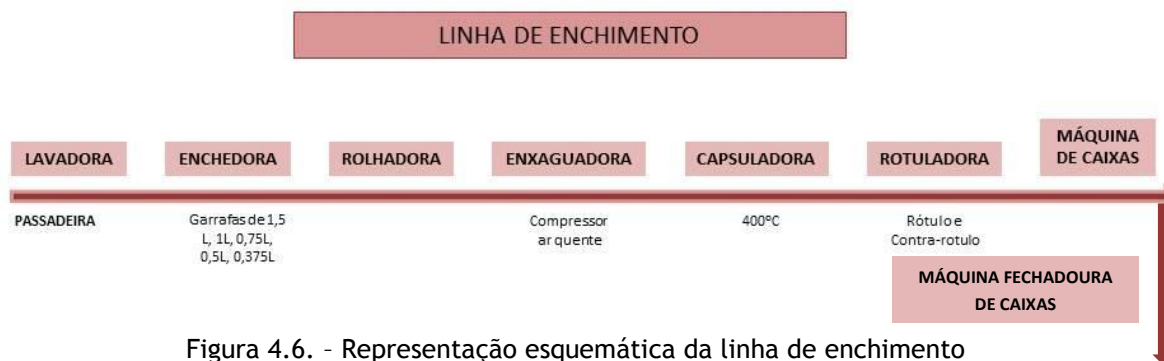 LINHA DE ENCHIMENTO
LAVADORA
ENCHEDORA
ROLHADORA
ENXAGUADORA
CAPSULADORA
ROTULADORA
MÁQUINA
DE CAIXAS
PASSADEIRA
Garrafas de 1,5
L, 1L, 0,75L,
0,5L, 0,375L
Compressor
ar quente
400ºC
Rótulo e
Contra-rotulo
MÁQUINA FECHADOURA
DE CAIXAS
Figura 4.6. – Representação esquemática da linha de enchimento